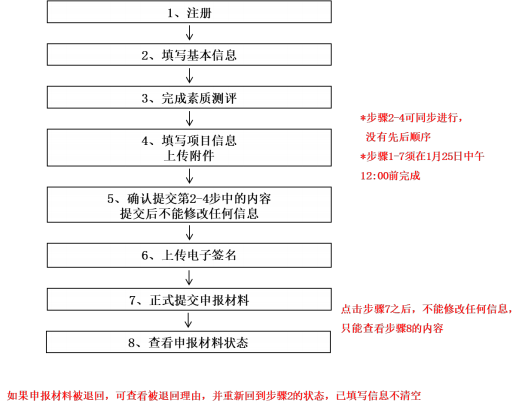 1、注册
2、填写基本信息
3、完成素质测评
4、填写项目信息
上传附件
*步骤2-4可同步进行，
没有先后顺序
*步骤1-7须在1月25日中午
12:00前完成
5、确认提交第2-4步中的内容
提交后不能修改任何信息
6、上传电子签名
7、正式提交申报材料
点击步骤7之后，不能修改任何信息，
只能查看步骤8的内容
8、查看申报材料状态
如果申报材料被退回，可查看被退回理由，并重新回到步骤2的状态，已填写信息不清空